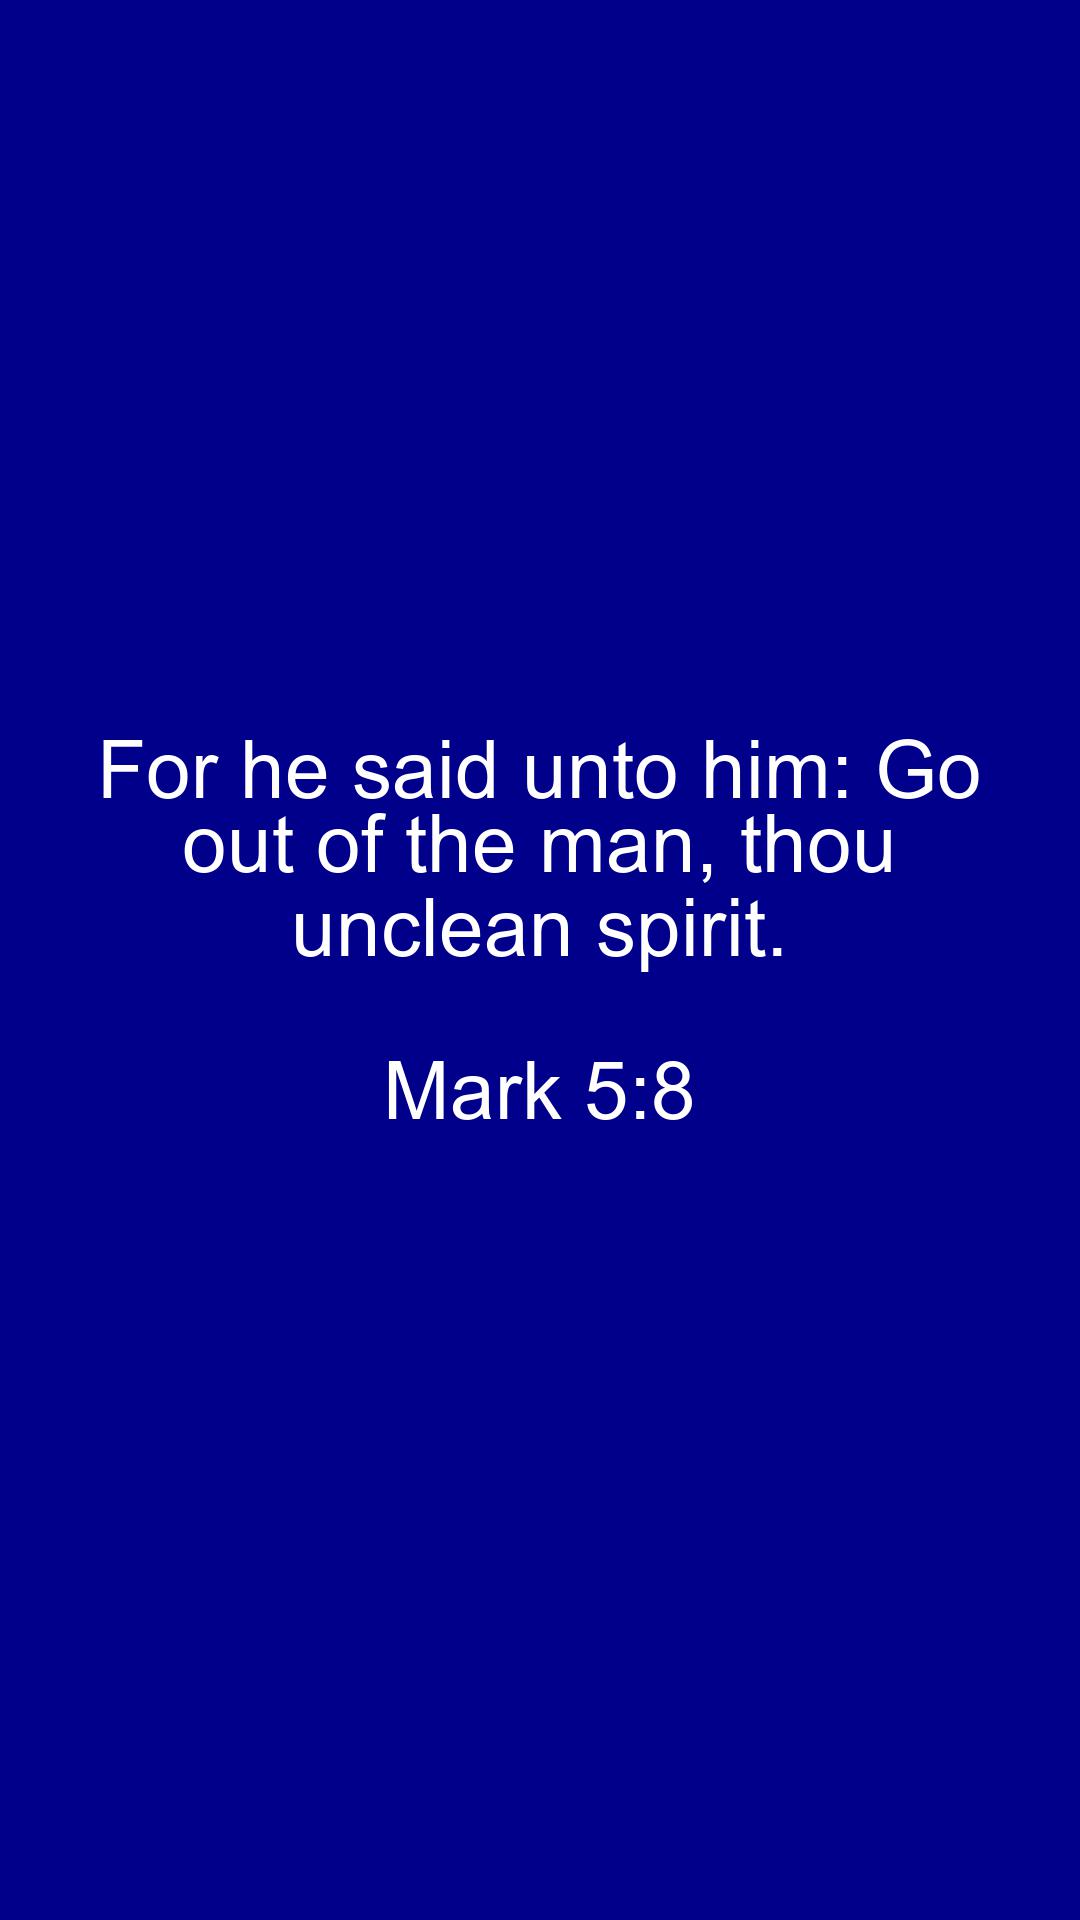 For he said unto him: Go
out of the man, thou
unclean spirit.
Mark 5:8